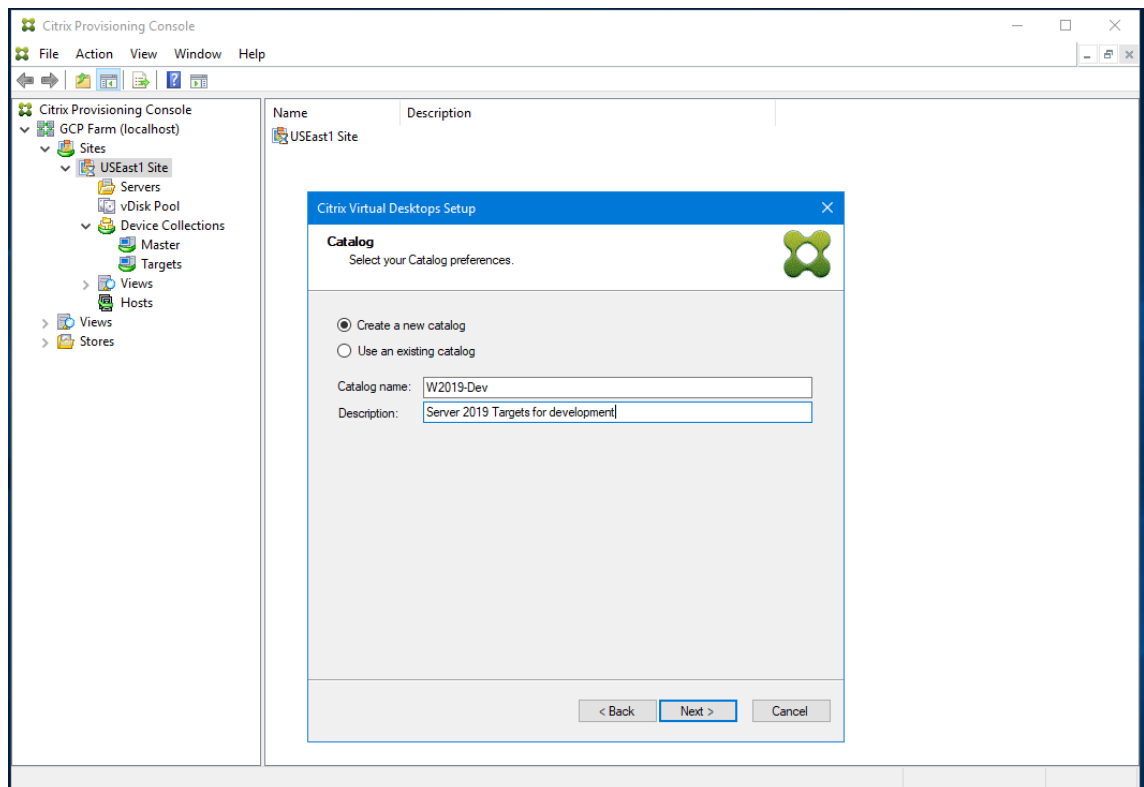 Citrix Provisioning Console
File Action View Window Help
Citrix Provisioning Console
GCP Farm (localhost)
Sites
USEast1 Site
Servers
vDisk Pool
Device Collections
Master
Targets
Views
Hosts
Views
Stores
Name Description
USEast1 Site
Citrix Virtual Desktops Setup
Catalog
Select your Catalog preferences.
Create a new catalog
Use an existing catalog
Catalog name: W2019-Dev
Description: Server 2019 Targets for development
< Back Next > Cancel